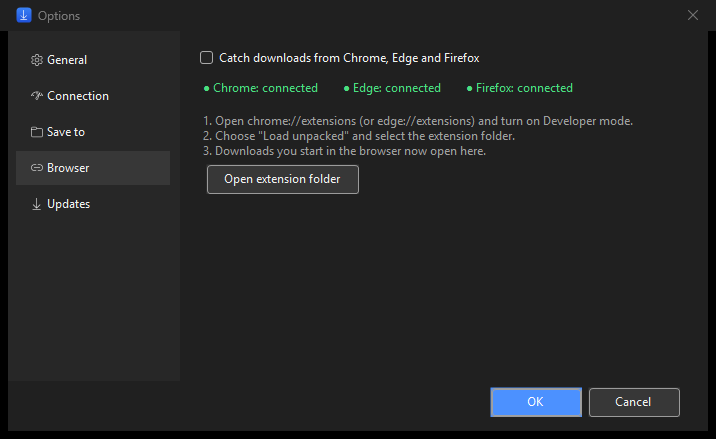 Options
General
Connection
Save to
Browser
Updates
Catch downloads from Chrome, Edge and Firefox
Chrome: connected
Edge: connected
Firefox: connected
1. Open chrome://extensions (or edge://extensions) and turn on Developer mode.
2. Choose "Load unpacked" and select the extension folder.
3. Downloads you start in the browser now open here.
Open extension folder
OK
Cancel